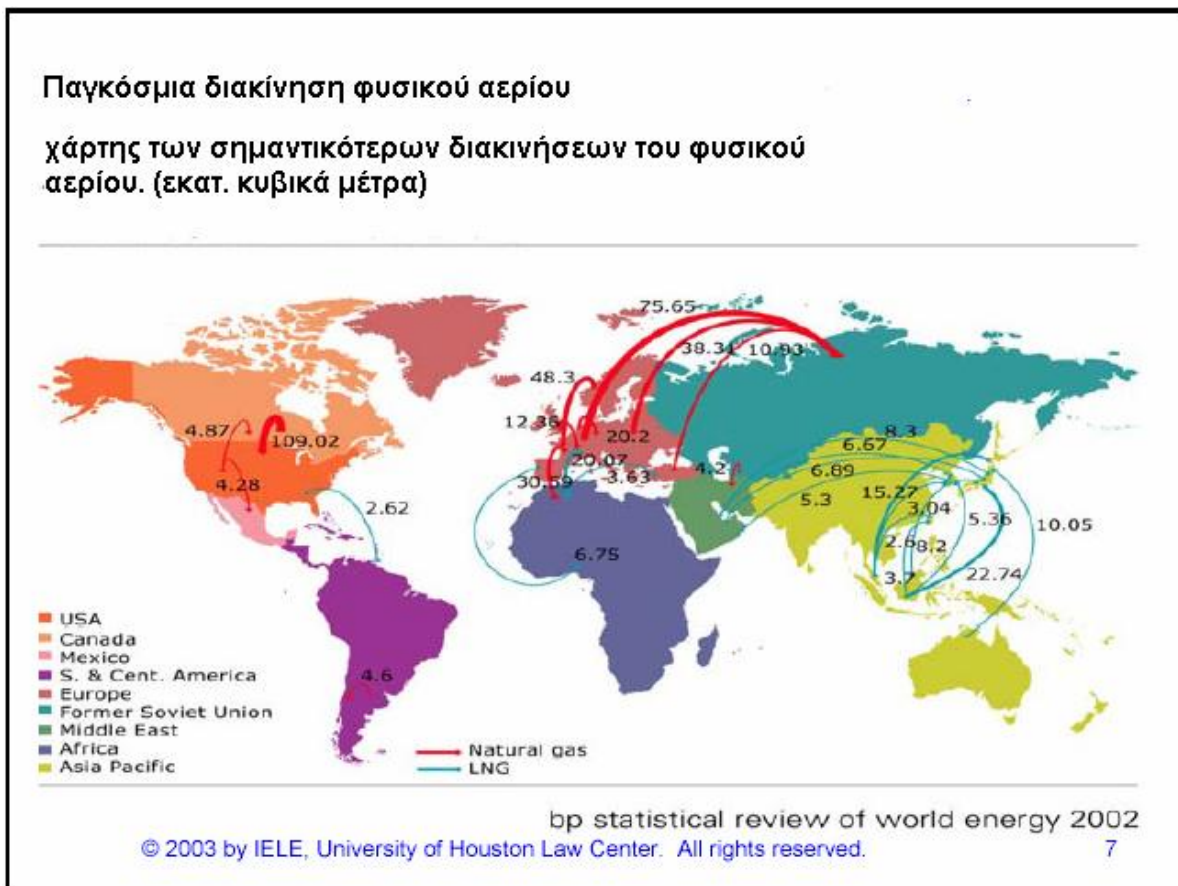 Παγκόσμια διακίνηση φυσικού αερίου
χάρτης των σημαντικότερων διακινήσεων του φυσικού
αερίου. (εκατ. κυβικά μέτρα)
75.65
38.31 10.93
48.3
4.87
109.02
12.36
20.2
8.3
6.67
20.07
4.28
30.59
3.63
4.2
6.89
15.27
2.62
5.3
3.04
5.36
10.05
6.75
2.6
8.2
3.7
22.74
4.6
USA
Canada
Mexico
S. & Cent. America
Europe
Former Soviet Union
Middle East
Africa
Asia Pacific
Natural gas
LNG
bp statistical review of world energy 2002
© 2003 by IELE, University of Houston Law Center. All rights reserved.
7